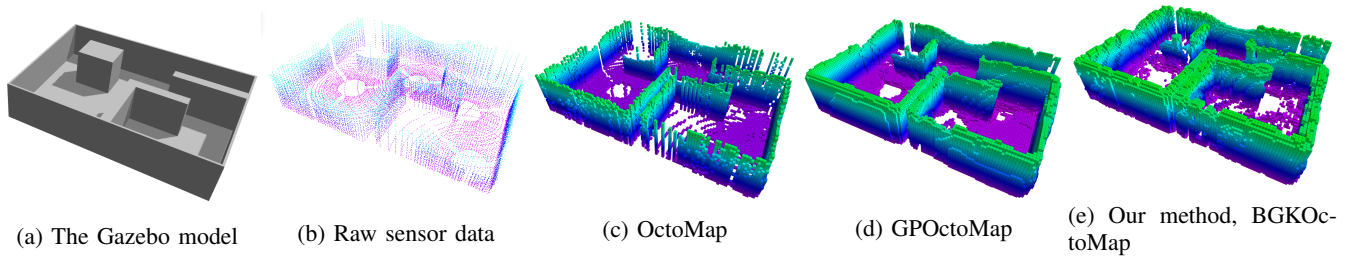 (a) The Gazebo model
(b) Raw sensor data
(c) OctoMap
(d) GPOctoMap
(e) Our method, BGKOc-
toMap